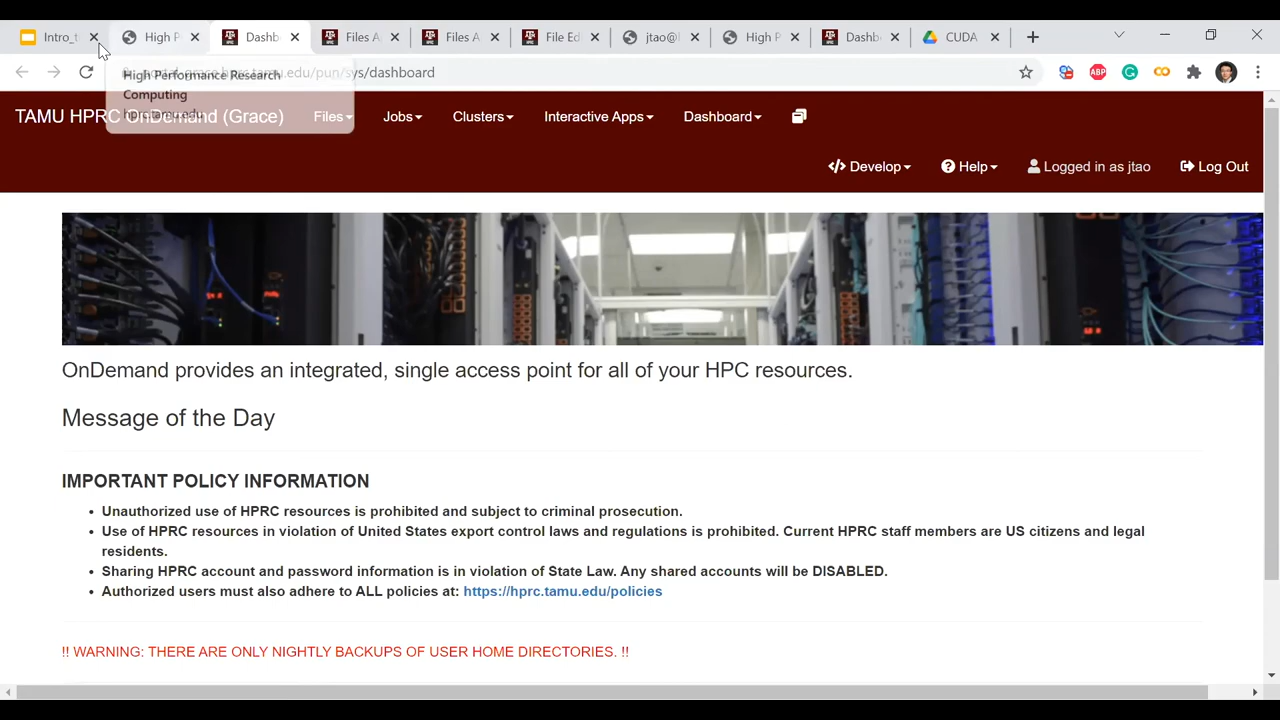 Intro_t
High P
Dashb
Files A
Files A
File Ed
jtao@l
High P
Dashb
CUDA
High Performance Research
Computing
hprc.tamu.edu
.edu/pun/sys/dashboard
ABP
TAMU HPRC OnDemand (Grace)
Files
Jobs
Clusters
Interactive Apps
Dashboard
Develop
Help
Logged in as jtao
Log Out
OnDemand provides an integrated, single access point for all of your HPC resources.
Message of the Day
IMPORTANT POLICY INFORMATION
• Unauthorized use of HPRC resources is prohibited and subject to criminal prosecution.
• Use of HPRC resources in violation of United States export control laws and regulations is prohibited. Current HPRC staff members are US citizens and legal
residents.
• Sharing HPRC account and password information is in violation of State Law. Any shared accounts will be DISABLED.
• Authorized users must also adhere to ALL policies at: https://hprc.tamu.edu/policies
!! WARNING: THERE ARE ONLY NIGHTLY BACKUPS OF USER HOME DIRECTORIES. !!